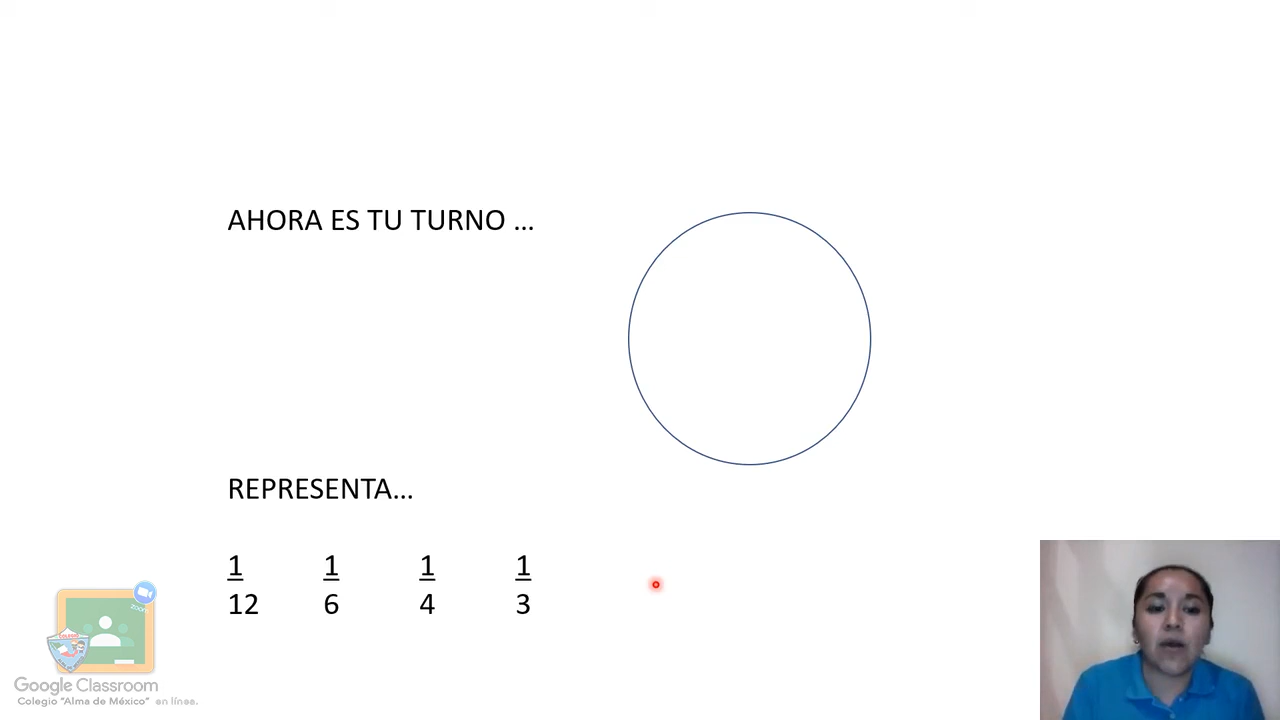 AHORA ES TU TURNO ...
REPRESENTA...
1 1 1 1
12 6 4 3
zoom
Google Classroom
Colegio "Alma de México" en línea.